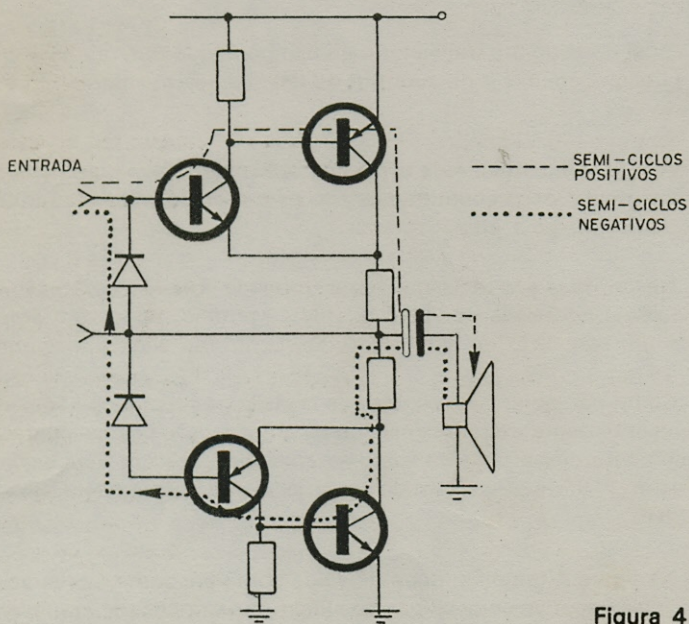 ENTRADA
SEMI-CICLOS
POSITIVOS
SEMI-CICLOS
NEGATIVOS
Figura 4